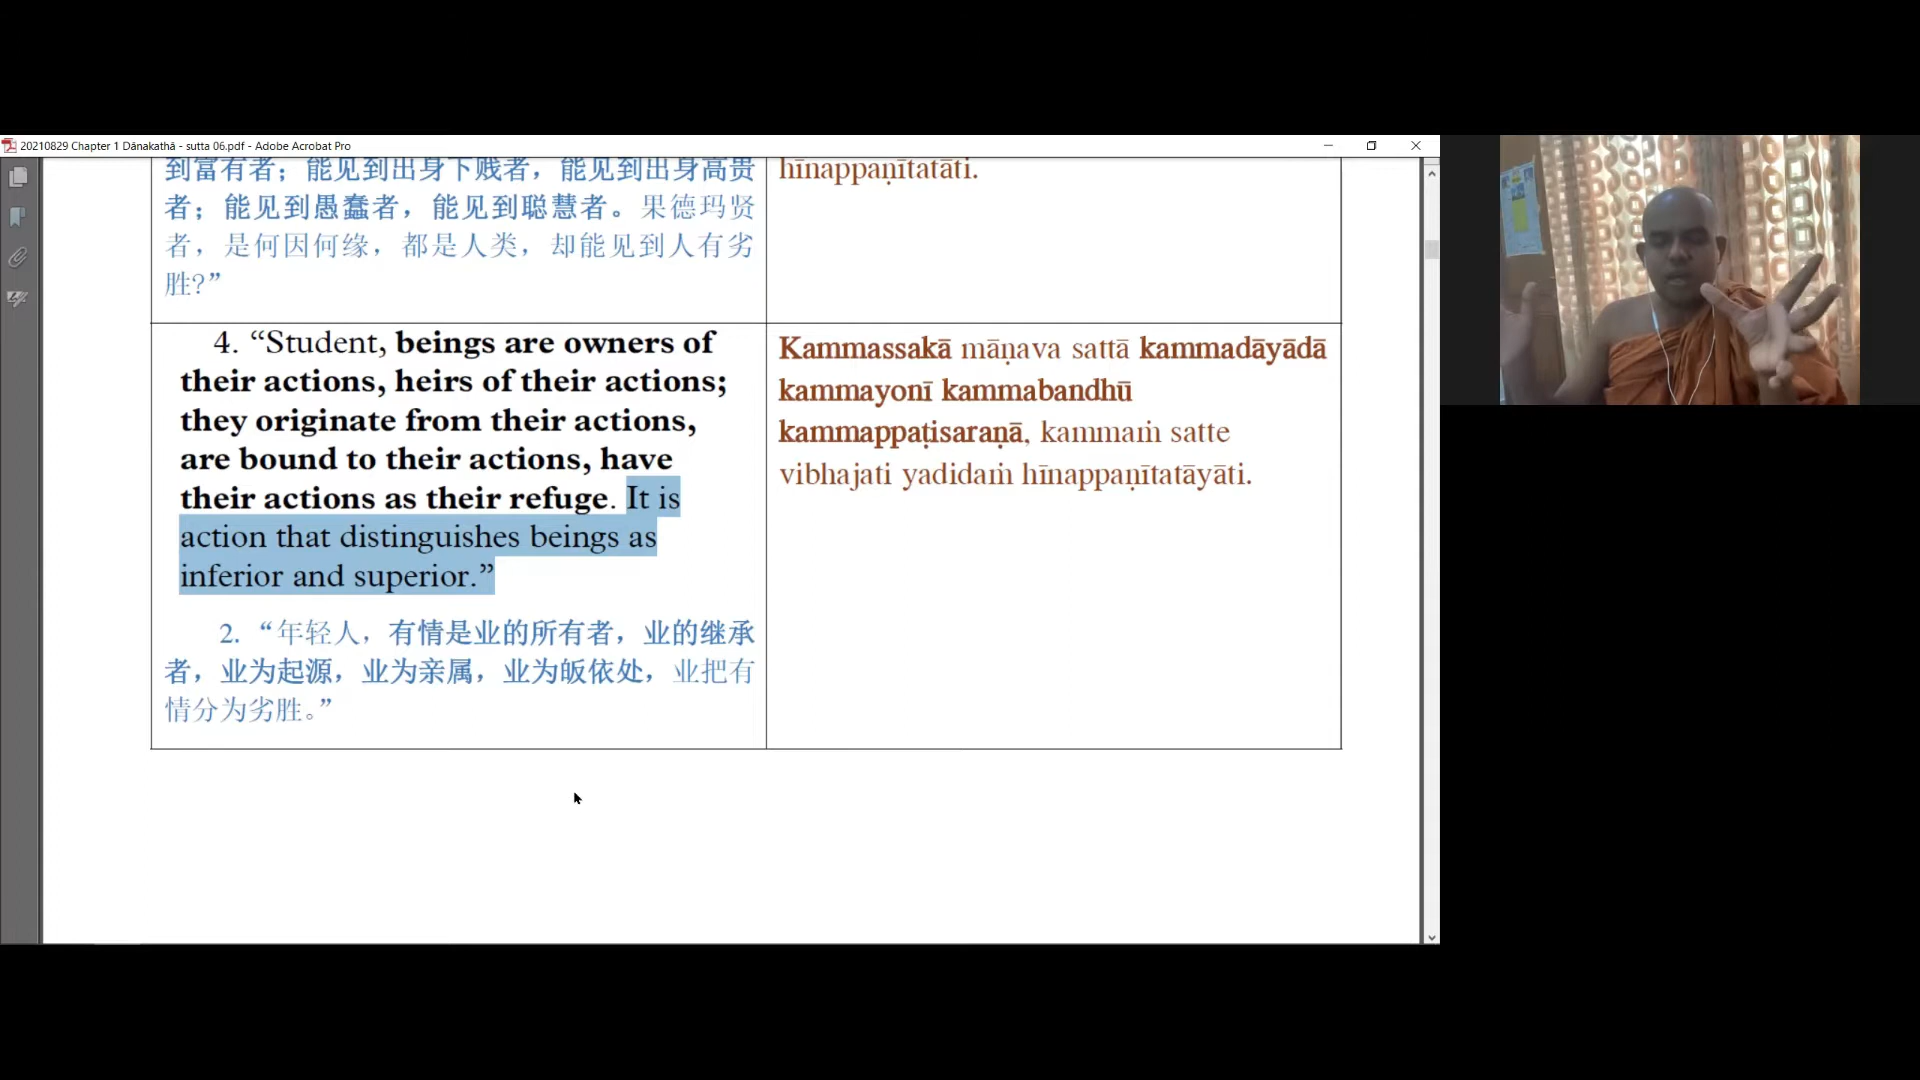 20210829 Chapter 1 Dānakathā - sutta 06.pdf - Adobe Acrobat Pro
到富有者；能见到出身下贱者，能见到出身高贵
者；能见到愚蠢者，能见到聪慧者。果德玛贤
者，是何因何缘，都是人类，却能见到人有劣
胜?”
hīnappaṇītatāti.
4. “Student, beings are owners of
their actions, heirs of their actions;
they originate from their actions,
are bound to their actions, have
their actions as their refuge. It is
action that distinguishes beings as
inferior and superior.”
2. “年轻人，有情是业的所有者，业的继承
者，业为起源，业为亲属，业为皈依处，业把有
情分为劣胜。”
Kammassakā māṇava sattā kammadāyādā
kammayonī kammabandhū
kammappaṭisaraṇā, kammaṁ satte
vibhajati yadidaṁ hīnappaṇītatāyāti.